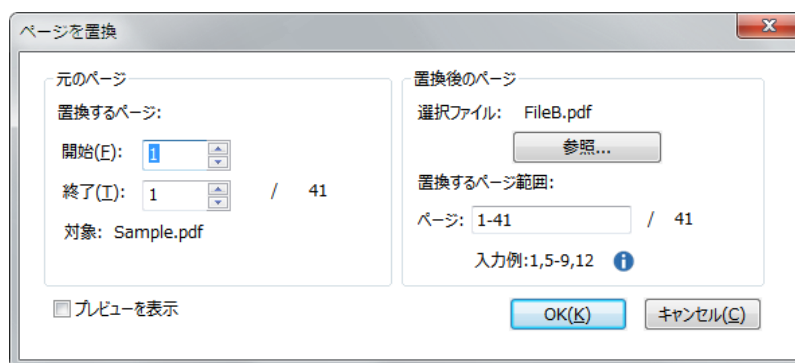 ページを置換
元のページ
置換するページ:
開始(F): 1
終了(T): 1 / 41
対象: Sample.pdf
置換後のページ
選択ファイル: FileB.pdf
参照...
置換するページ範囲:
ページ: 1-41 / 41
入力例:1,5-9,12
プレビューを表示
OK(K)
キャンセル(C)